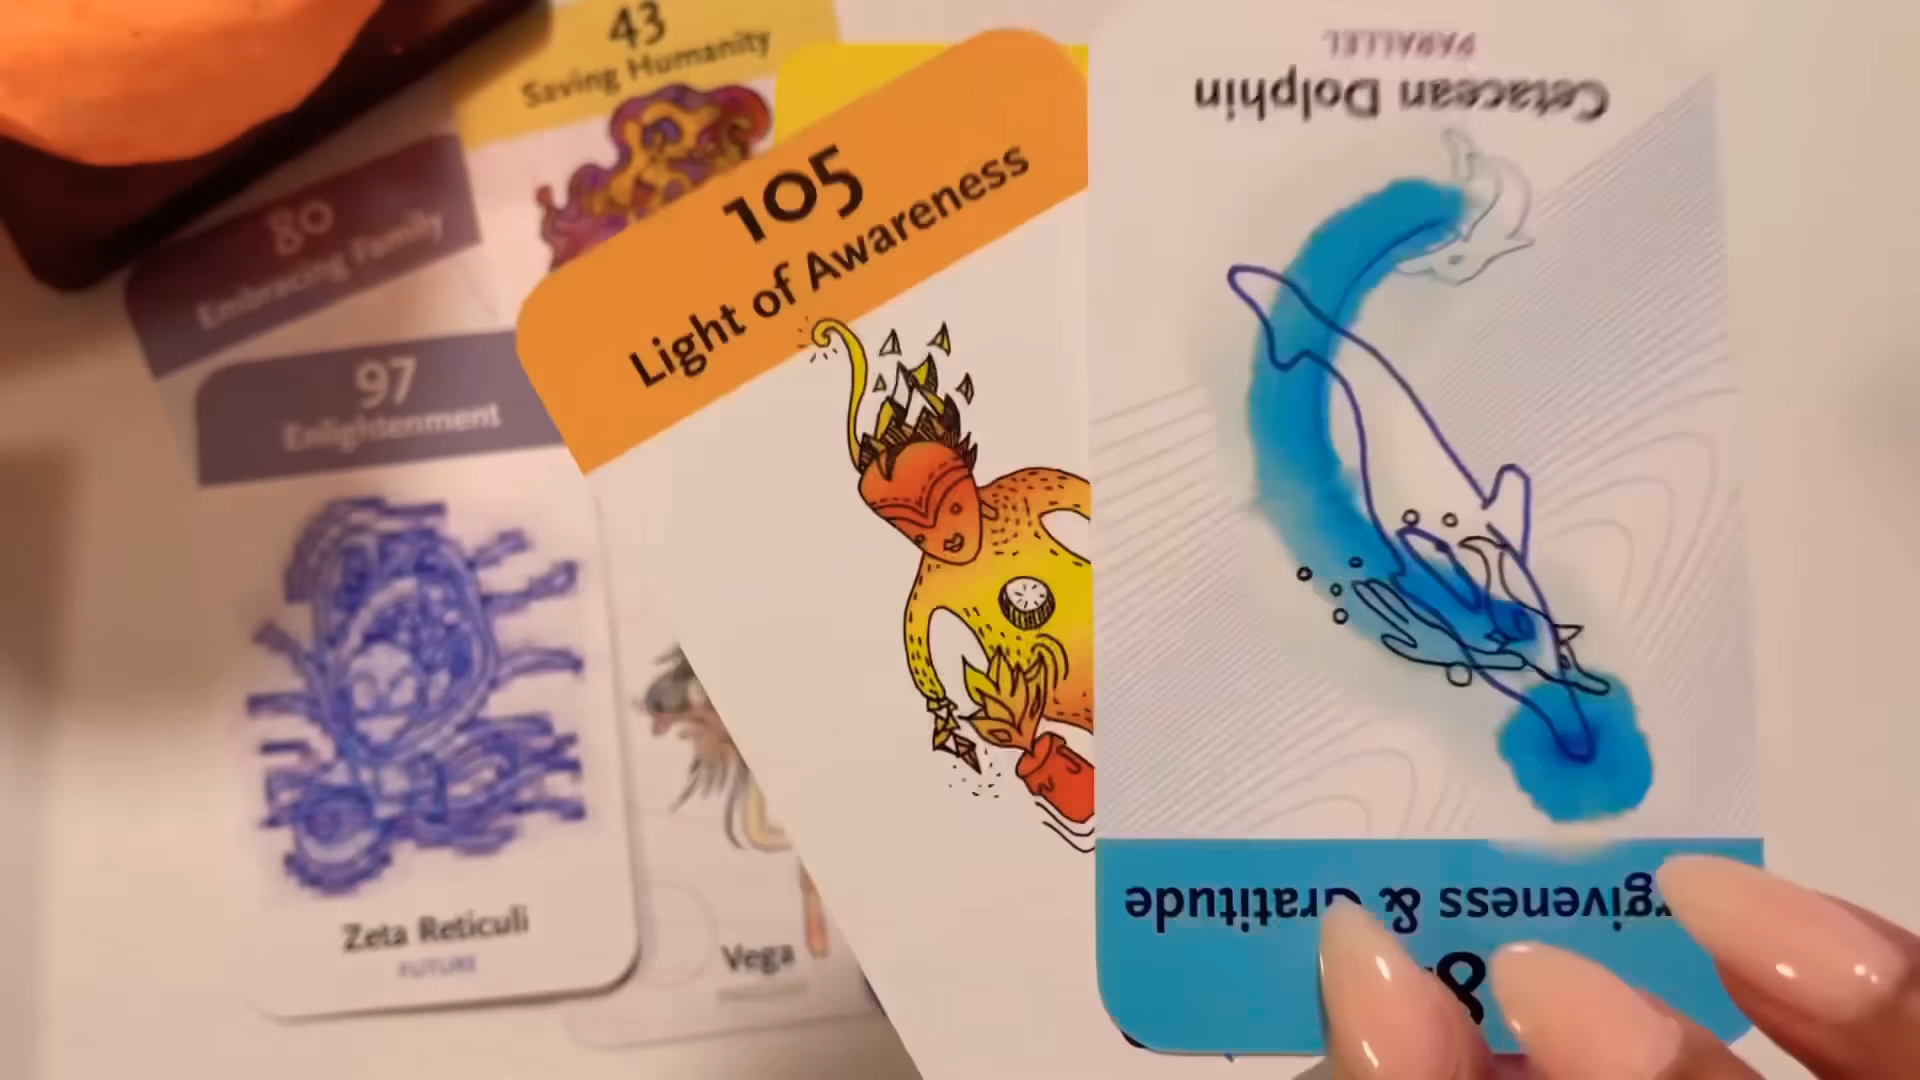 43
Saving Humanity
80
Embracing Family
97
Enlightenment
Zeta Reticuli
FUTURE
Vega
105
Light of Awareness
Cetacean Dolphin
PARALLEL
& Gratitude